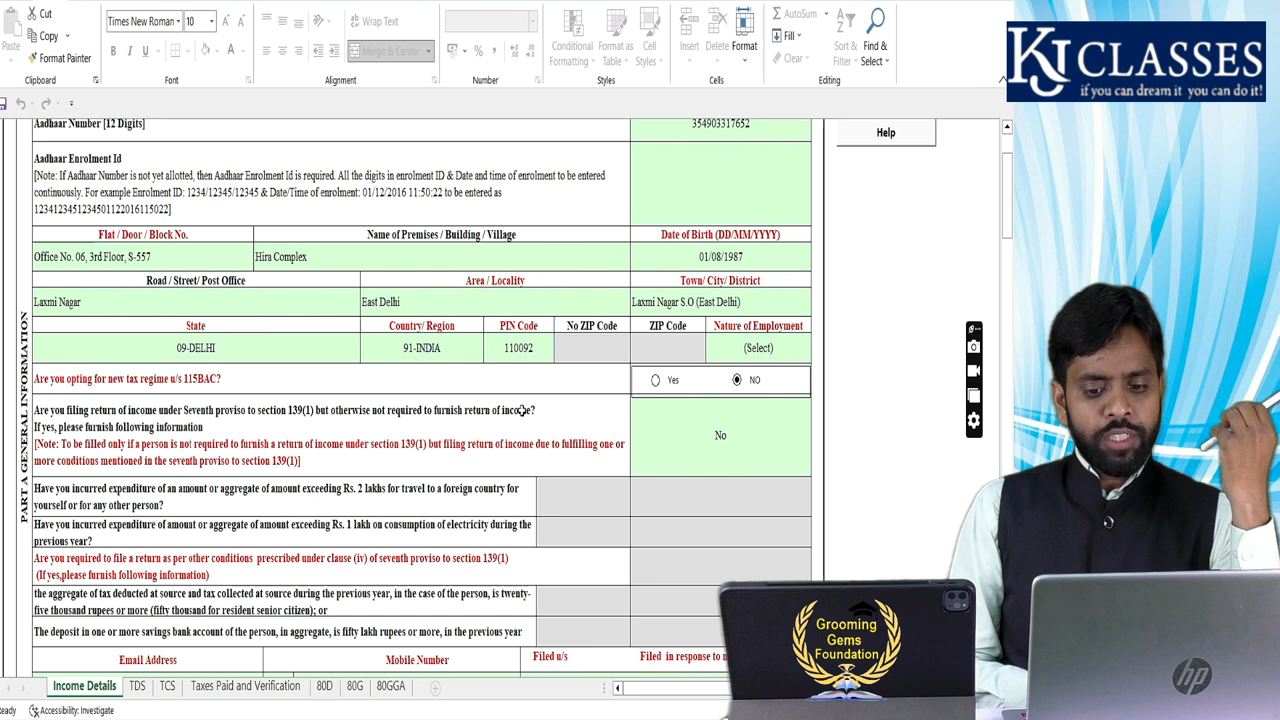 Cut
Copy
Format Painter
Paste
Clipboard
Times New Roman
10
B
I
U
A
Font
Wrap Text
Merge & Center
Alignment
%
Number
Conditional
Formatting
Format as
Table
Cell
Styles
Styles
Insert
Delete
Format
Cells
AutoSum
Fill
Clear
Sort &
Filter
Find &
Select
Editing
KJ CLASSES
if you can dream it you can do it!
Help
Aadhaar Number [12 Digits]
354903317652
Aadhaar Enrolment Id
[Note: If Aadhaar Number is not yet allotted, then Aadhaar Enrolment Id is required. All the digits in enrolment ID & Date and time of enrolment to be entered
continuously. For example Enrolment ID: 1234/12345/12345 & Date/Time of enrolment: 01/12/2016 11:50:22 to be entered as
1234123451234501122016115022]
Flat / Door / Block No.
Name of Premises / Building / Village
Date of Birth (DD/MM/YYYY)
Office No. 06, 3rd Floor, S-557
Hira Complex
01/08/1987
Road / Street/ Post Office
Area / Locality
Town/ City/ District
Laxmi Nagar
East Delhi
Laxmi Nagar S.O (East Delhi)
State
Country/ Region
PIN Code
No ZIP Code
ZIP Code
Nature of Employment
09-DELHI
91-INDIA
110092
(Select)
PART A GENERAL INFORMATION
Are you opting for new tax regime u/s 115BAC?
Yes
NO
Are you filing return of income under Seventh proviso to section 139(1) but otherwise not required to furnish return of income?
If yes, please furnish following information
[Note: To be filled only if a person is not required to furnish a return of income under section 139(1) but filing return of income due to fulfilling one or
more conditions mentioned in the seventh proviso to section 139(1)]
No
Have you incurred expenditure of an amount or aggregate of amount exceeding Rs. 2 lakhs for travel to a foreign country for
yourself or for any other person?
Have you incurred expenditure of amount or aggregate of amount exceeding Rs. 1 lakh on consumption of electricity during the
previous year?
Are you required to file a return as per other conditions prescribed under clause (iv) of seventh proviso to section 139(1)
(If yes,please furnish following information)
the aggregate of tax deducted at source and tax collected at source during the previous year, in the case of the person, is twenty-
five thousand rupees or more (fifty thousand for resident senior citizen); or
The deposit in one or more savings bank account of the person, in aggregate, is fifty lakh rupees or more, in the previous year
Email Address
Mobile Number
Filed u/s
Filed in response to
Grooming
Gems
Foundation
hp
Income Details
TDS
TCS
Taxes Paid and Verification
80D
80G
80GGA
Accessibility: Investigate